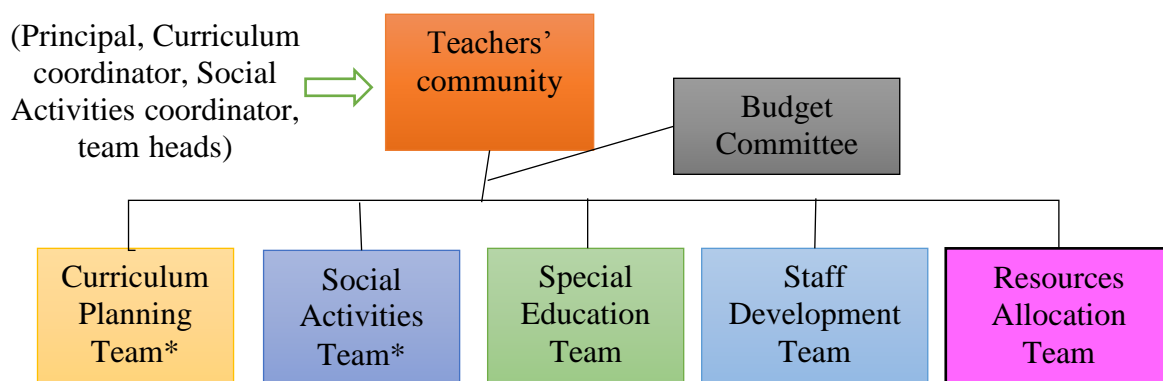 (Principal, Curriculum
coordinator, Social
Activities coordinator,
team heads)
Teachers’
community
Budget
Committee
Curriculum
Planning
Team*
Social
Activities
Team*
Special
Education
Team
Staff
Development
Team
Resources
Allocation
Team